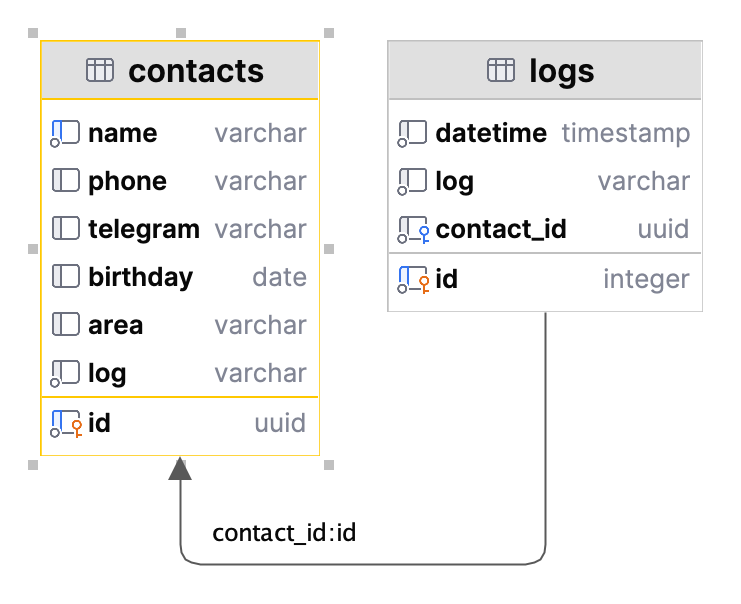 contacts
name varchar
phone varchar
telegram varchar
birthday date
area varchar
log varchar
id uuid
logs
datetime timestamp
log varchar
contact_id uuid
id integer
contact_id:id